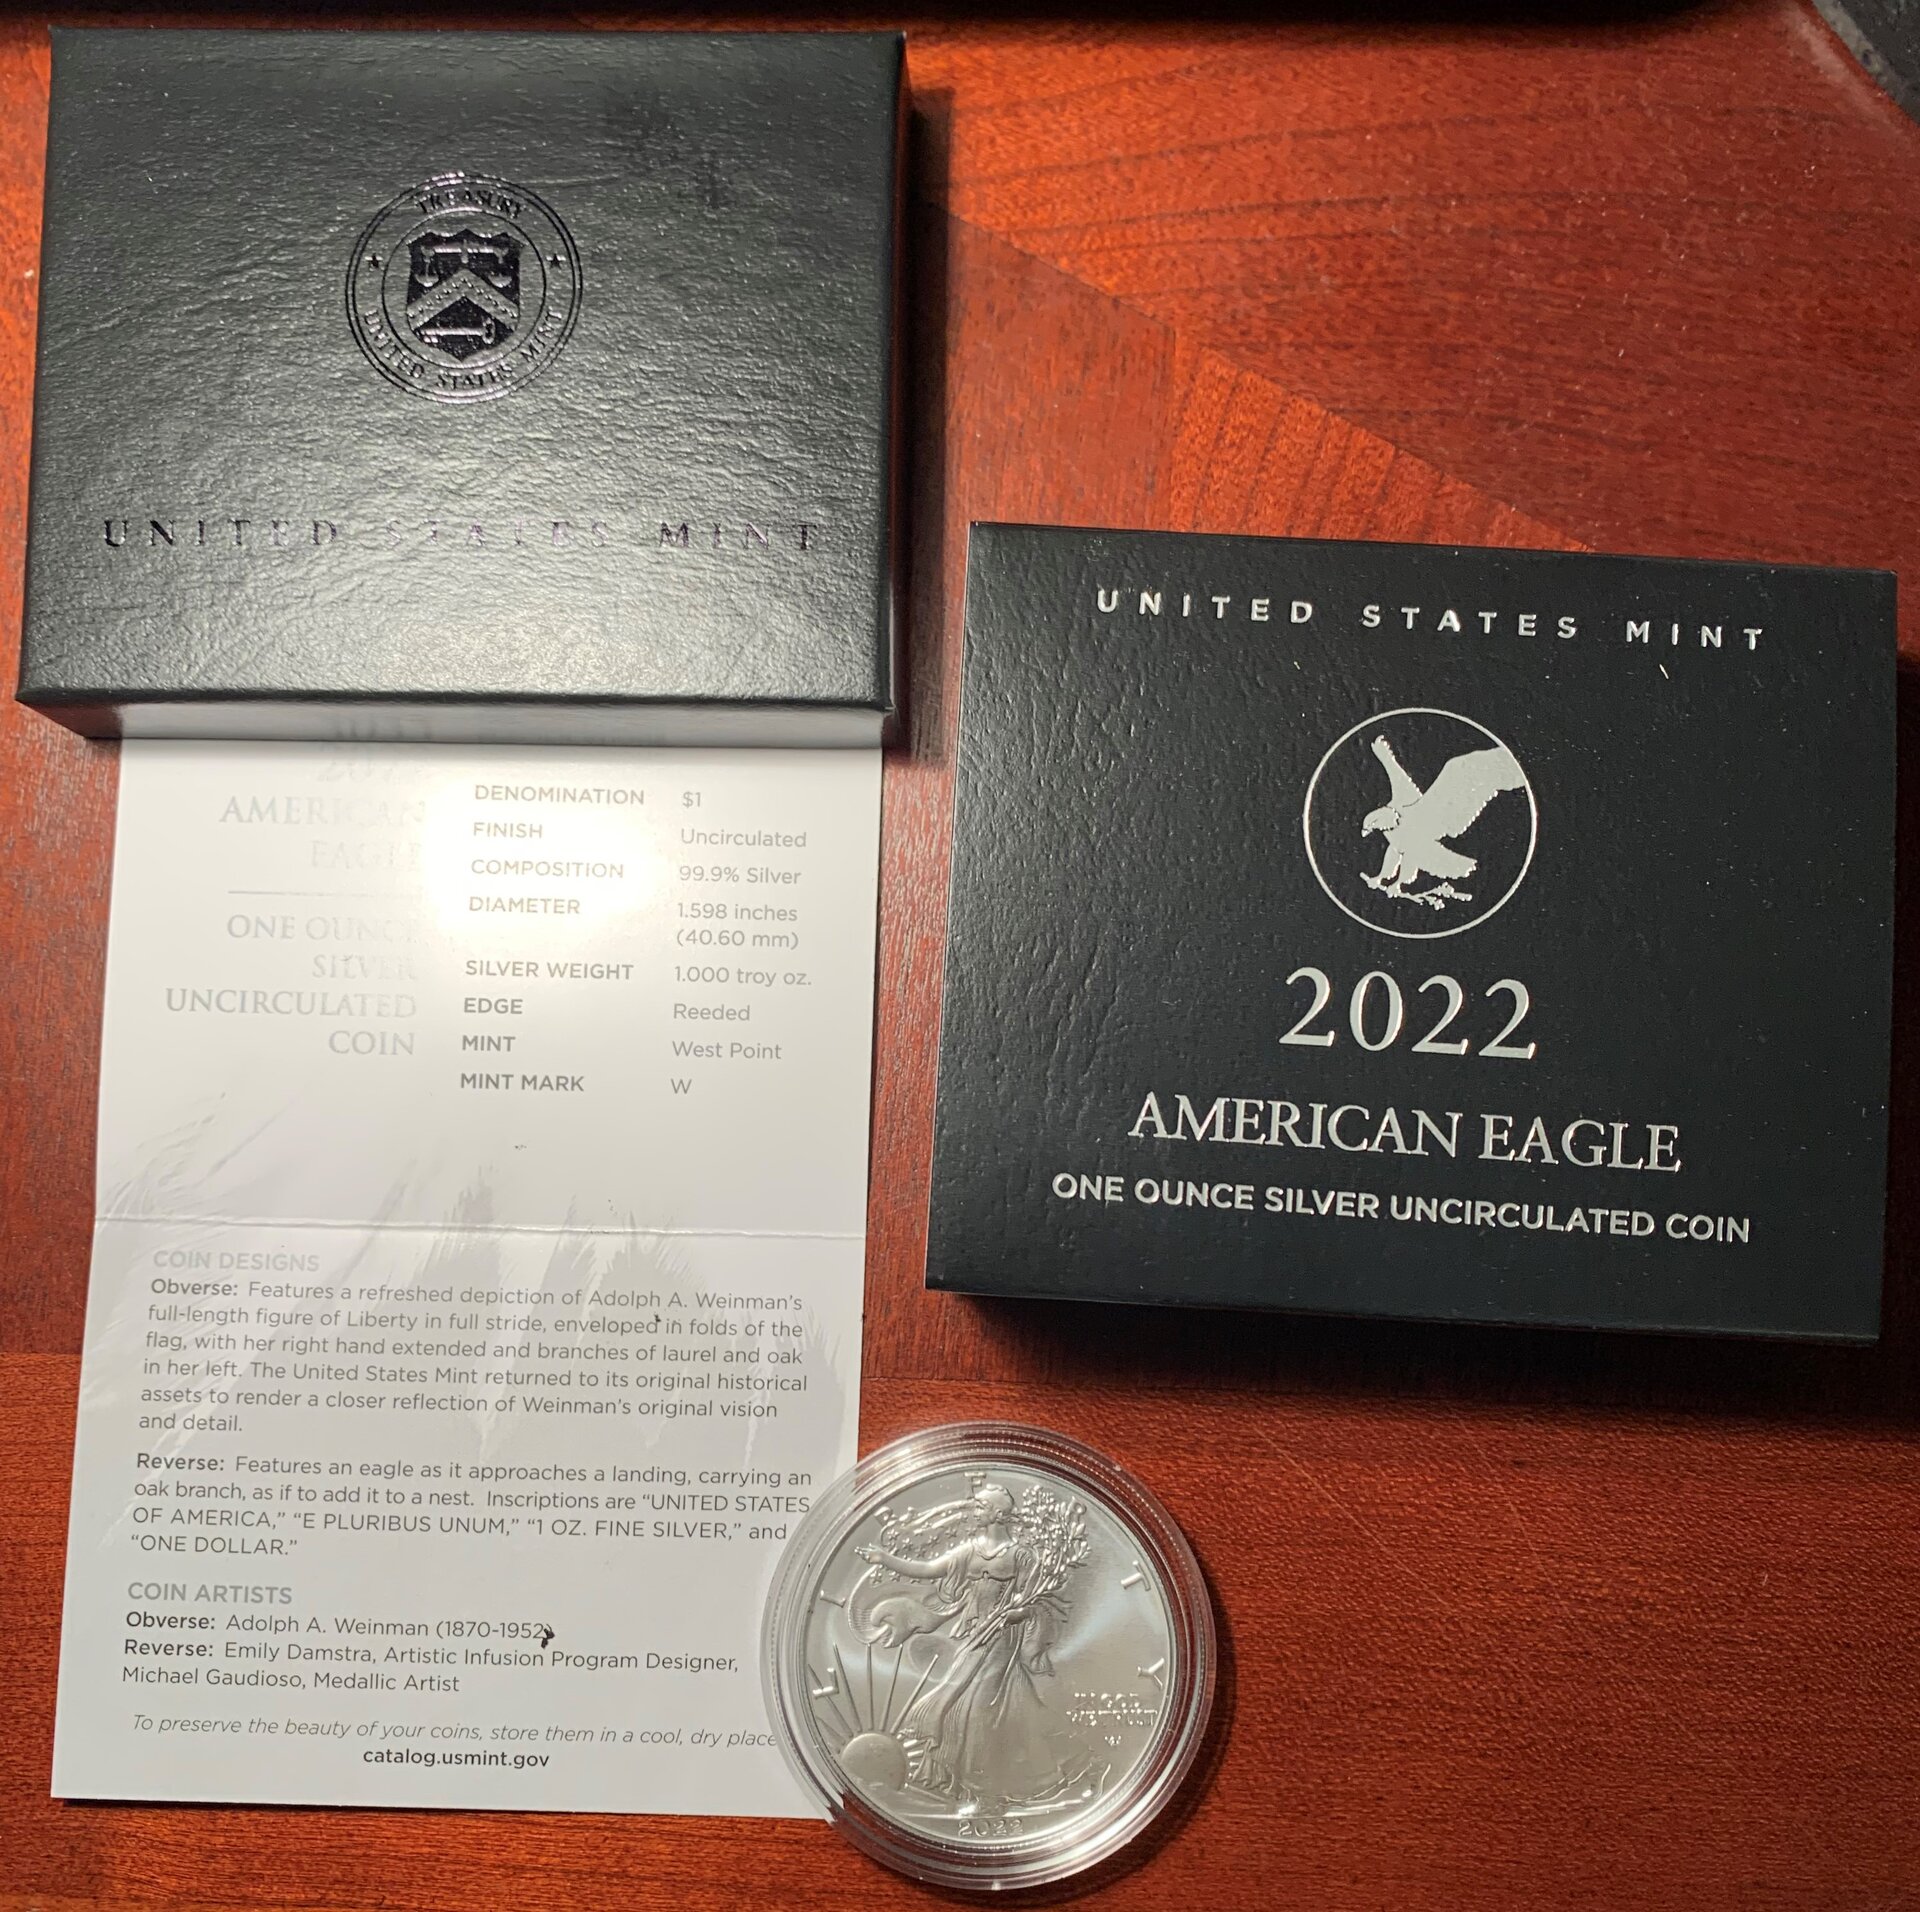 TREASURY
UNITED STATES MINT
UNITED STATES MINT
AMERICAN
EAGLE
ONE OUNCE
SILVER
UNCIRCULATED
COIN
DENOMINATION $1
FINISH Uncirculated
COMPOSITION 99.9% Silver
DIAMETER 1.598 inches
(40.60 mm)
SILVER WEIGHT 1.000 troy oz.
EDGE Reeded
MINT West Point
MINT MARK W
COIN DESIGNS
Obverse: Features a refreshed depiction of Adolph A. Weinman's
full-length figure of Liberty in full stride, enveloped in folds of the
flag, with her right hand extended and branches of laurel and oak
in her left. The United States Mint returned to its original historical
assets to render a closer reflection of Weinman's original vision
and detail.
Reverse: Features an eagle as it approaches a landing, carrying an
oak branch, as if to add it to a nest. Inscriptions are “UNITED STATES
OF AMERICA,” “E PLURIBUS UNUM,” “1 OZ. FINE SILVER,” and
“ONE DOLLAR.”
COIN ARTISTS
Obverse: Adolph A. Weinman (1870-1952)
Reverse: Emily Damstra, Artistic Infusion Program Designer,
Michael Gaudioso, Medallic Artist
To preserve the beauty of your coins, store them in a cool, dry place
catalog.usmint.gov
UNITED STATES MINT
2022
AMERICAN EAGLE
ONE OUNCE SILVER UNCIRCULATED COIN
LIBERTY
IN GOD
WE TRUST
W
2022